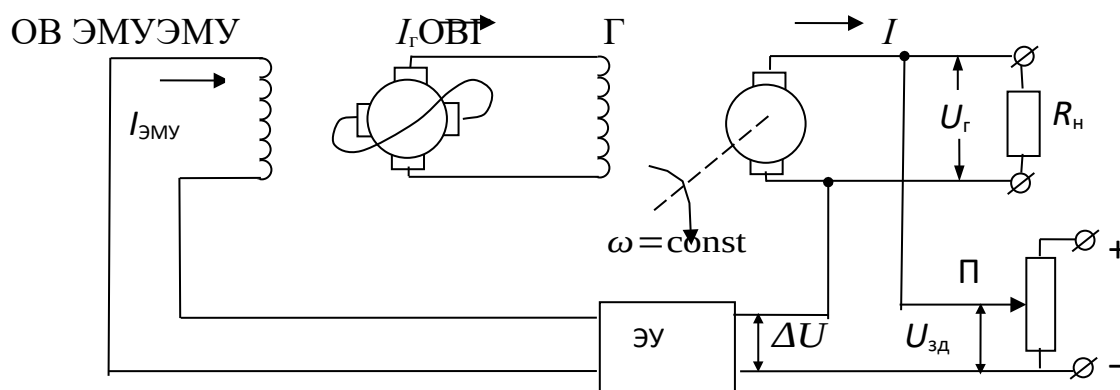 ОВ ЭМУЭМУ IгОВГ Г I
IЭМУ
Uг Rн
ω=const
П +
ЭУ ΔU Uзд
–